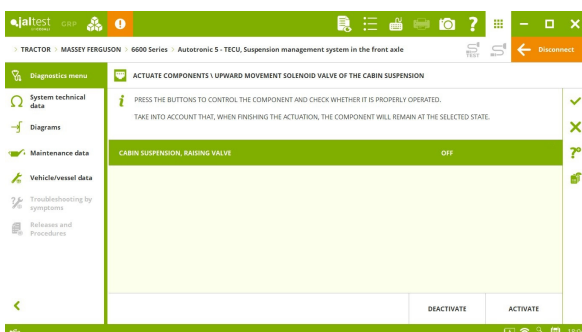 jaltest GRP
> TRACTOR > MASSEY FERGUSON > 6600 Series > Autotronic 5 - TECU, Suspension management system in the front axle
TEST
Disconnect
Diagnostics menu
ACTUATE COMPONENTS \ UPWARD MOVEMENT SOLENOID VALVE OF THE CABIN SUSPENSION
System technical data
PRESS THE BUTTONS TO CONTROL THE COMPONENT AND CHECK WHETHER IT IS PROPERLY OPERATED.
TAKE INTO ACCOUNT THAT, WHEN FINISHING THE ACTUATION, THE COMPONENT WILL REMAIN AT THE SELECTED STATE.
Diagrams
Maintenance data
CABIN SUSPENSION, RAISING VALVE OFF
Vehicle/vessel data
Troubleshooting by symptoms
Releases and Procedures
DEACTIVATE ACTIVATE